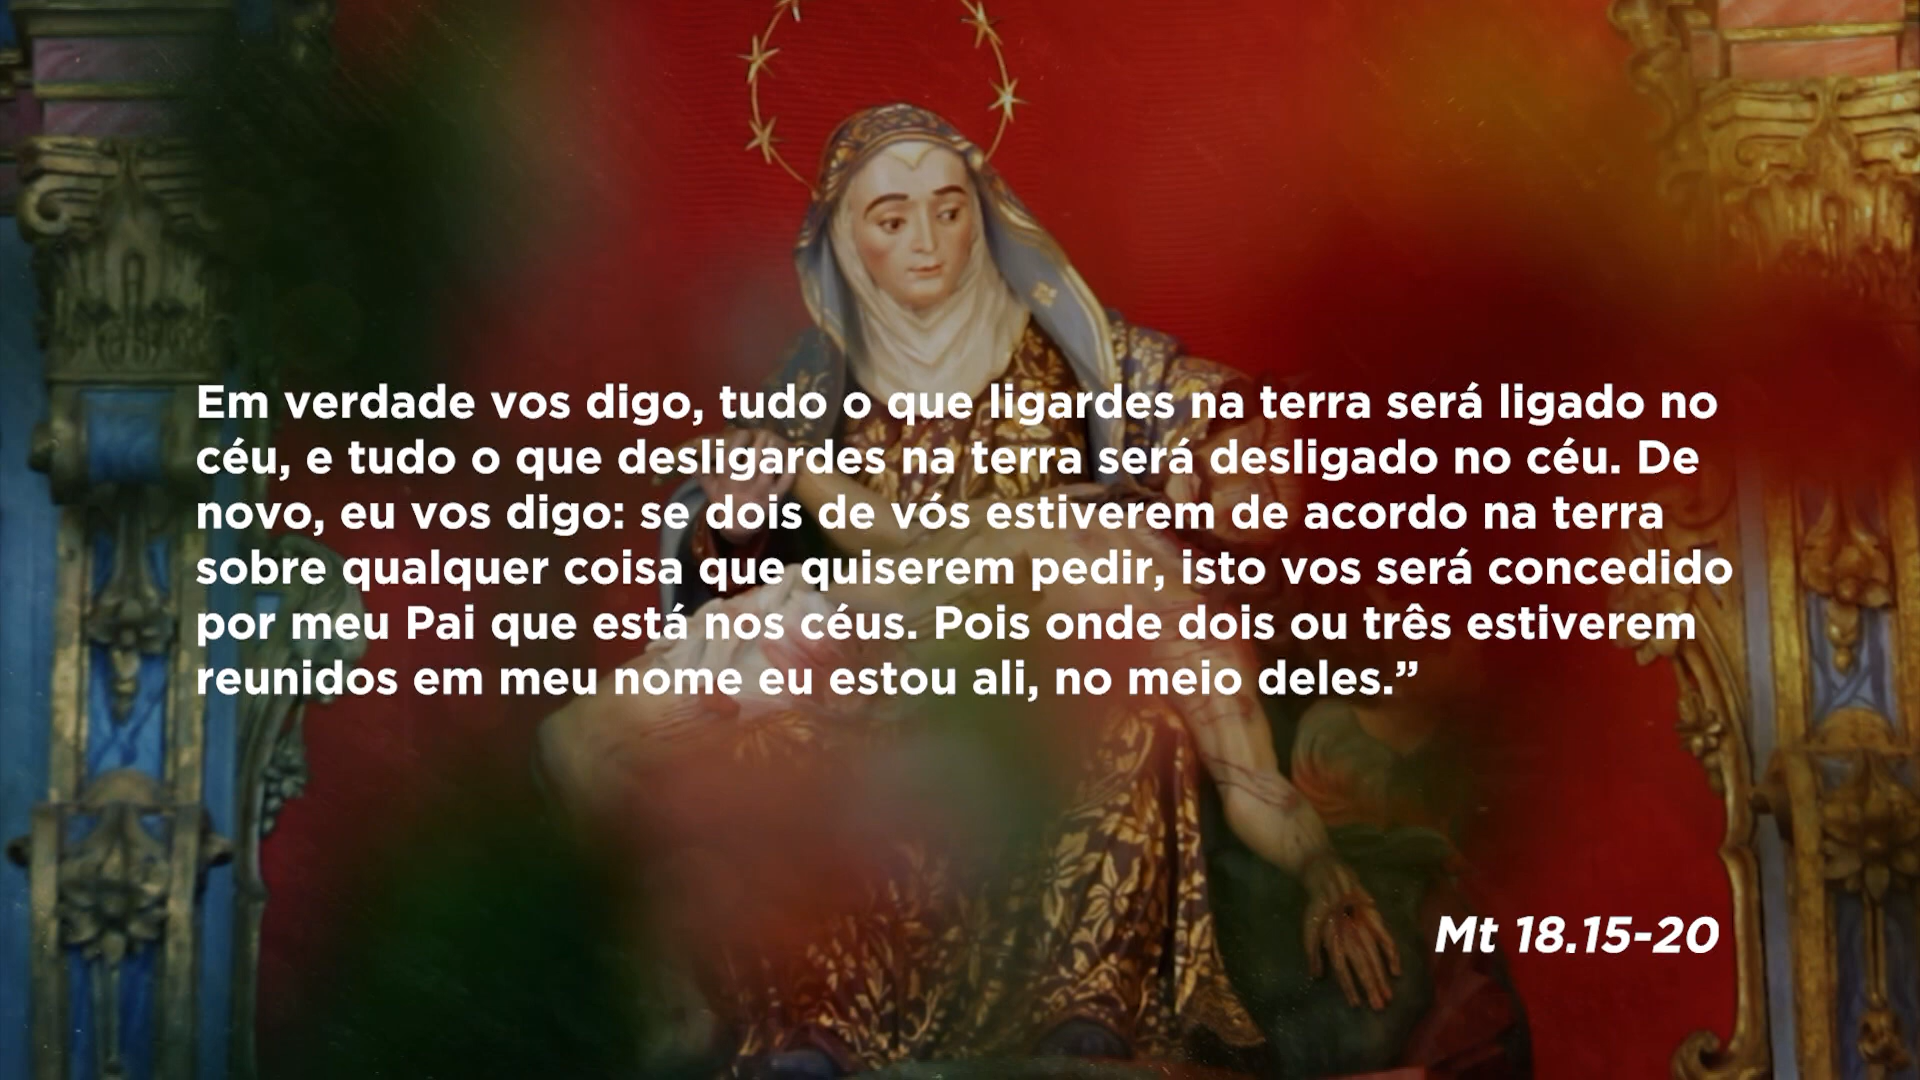 Em verdade vos digo, tudo o que ligardes na terra será ligado no
céu, e tudo o que desligardes na terra será desligado no céu. De
novo, eu vos digo: se dois de vós estiverem de acordo na terra
sobre qualquer coisa que quiserem pedir, isto vos será concedido
por meu Pai que está nos céus. Pois onde dois ou três estiverem
reunidos em meu nome eu estou ali, no meio deles.”
Mt 18.15-20